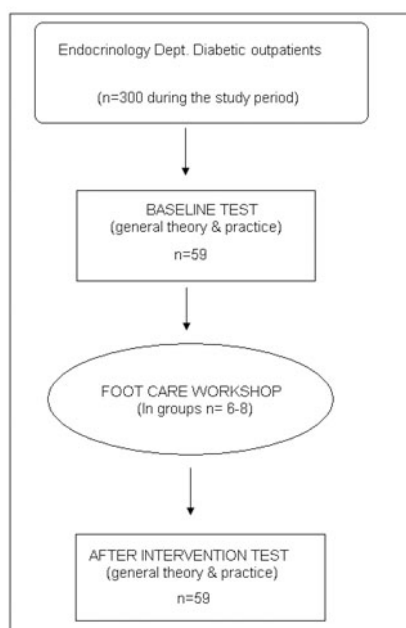 Endocrinology Dept. Diabetic outpatients
(n=300 during the study period)
BASELINE TEST
(general theory & practice)
n=59
FOOT CARE WORKSHOP
(In groups n= 6-8)
AFTER INTERVENTION TEST
(general theory & practice)
n=59